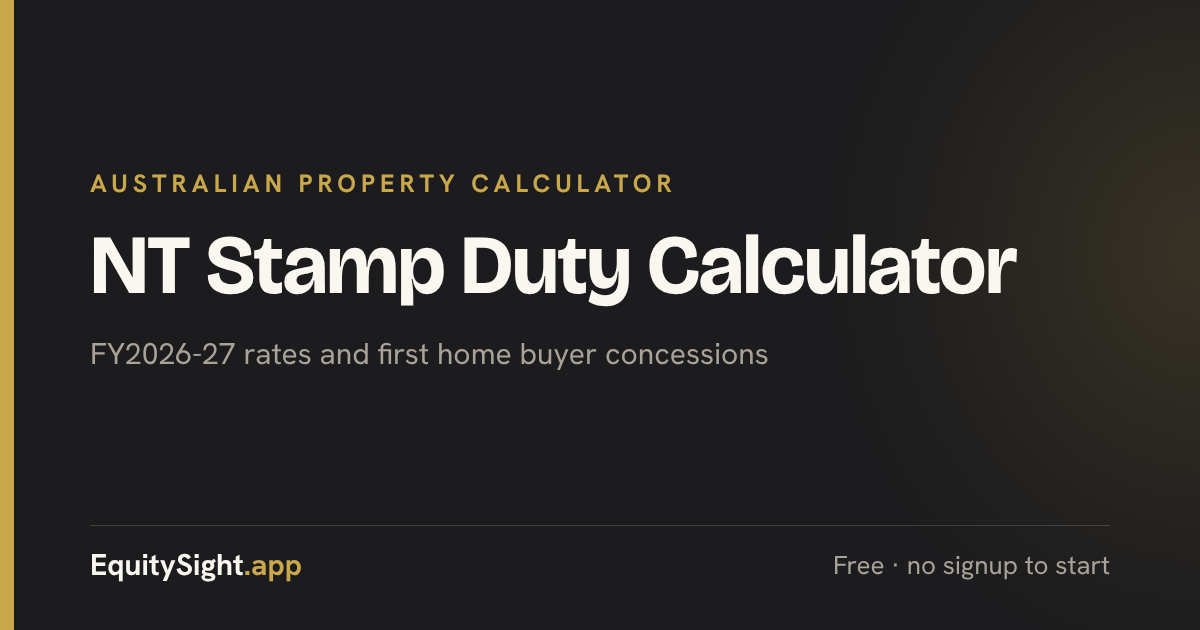 AUSTRALIAN PROPERTY CALCULATOR
NT Stamp Duty Calculator
FY2026-27 rates and first home buyer concessions
EquitySight.app
Free · no signup to start